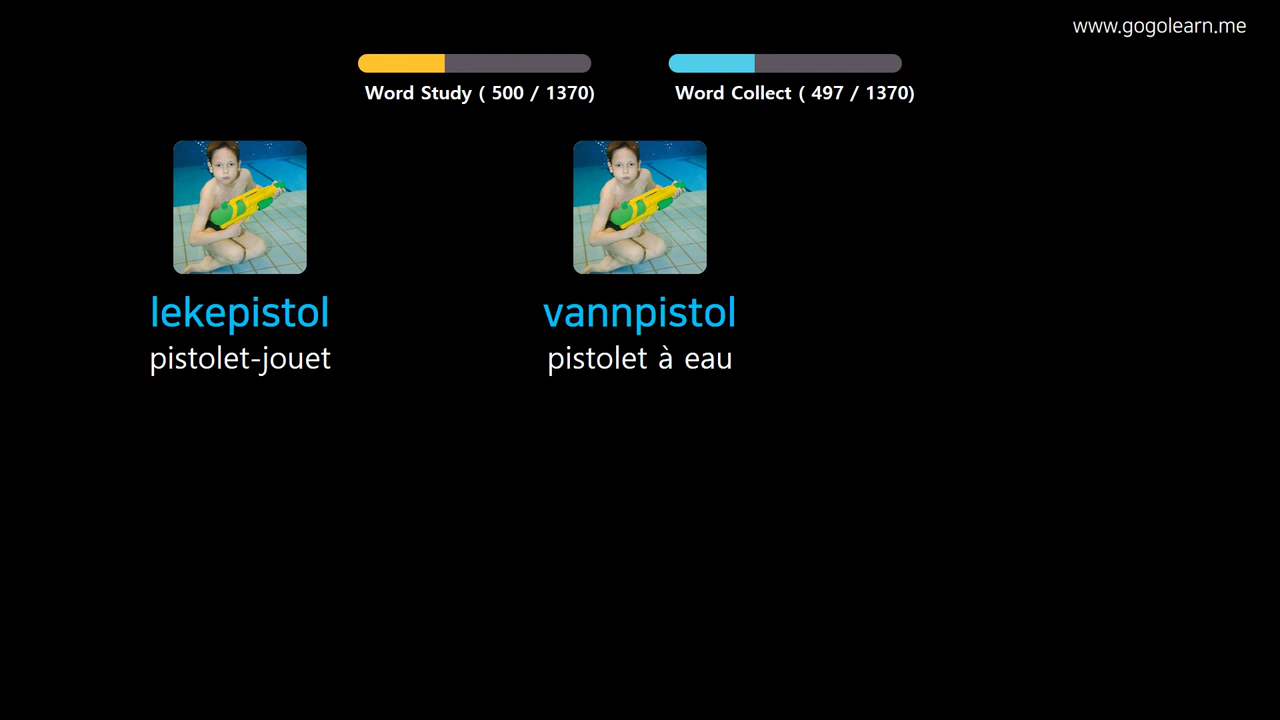 www.gogolearn.me
Word Study ( 500 / 1370)
Word Collect ( 497 / 1370)
lekepistol
pistolet-jouet
vannpistol
pistolet à eau